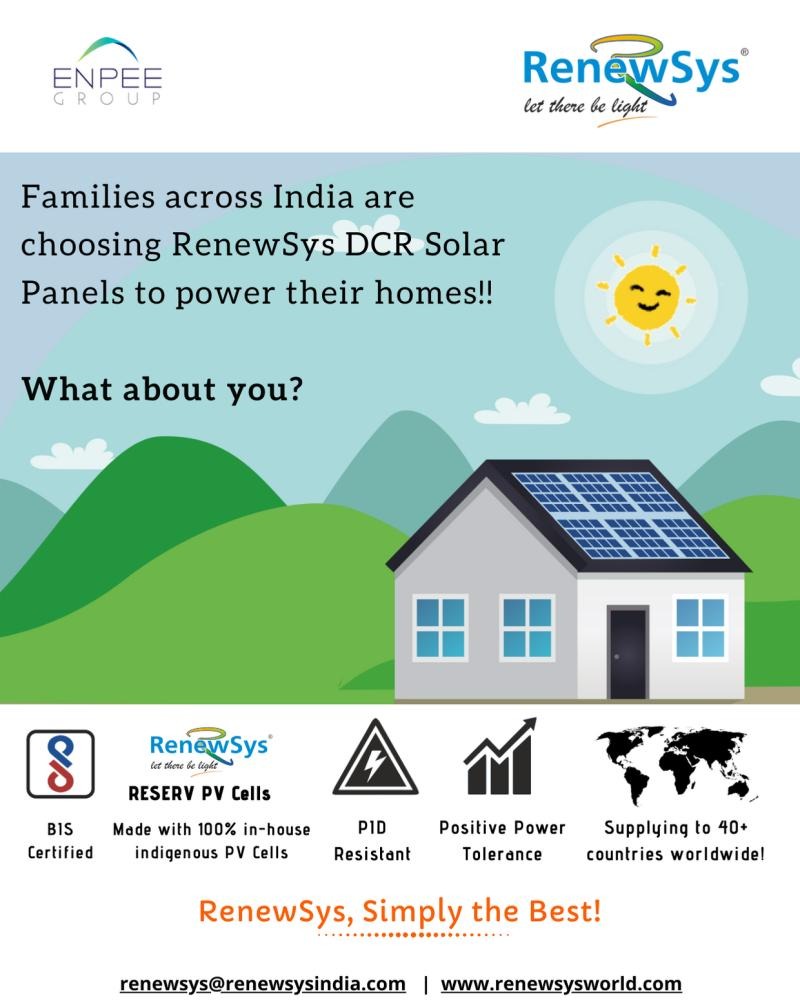 ENPEE
GROUP
RenewSys®
let there be light
Families across India are
choosing RenewSys DCR Solar
Panels to power their homes!!
What about you?
RenewSys®
let there be light
RESERV PV Cells
BIS
Certified
Made with 100% in-house
indigenous PV Cells
PID
Resistant
Positive Power
Tolerance
Supplying to 40+
countries worldwide!
RenewSys, Simply the Best!
renewsys@renewsysindia.com | www.renewsysworld.com